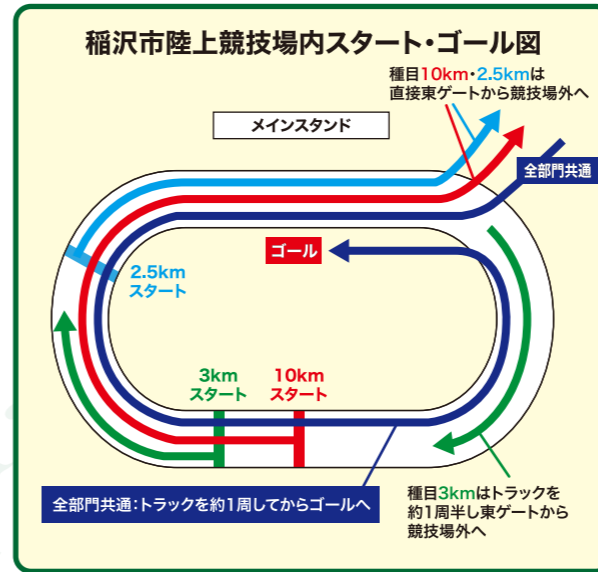 稲沢市陸上競技場内スタート・ゴール図
種目10km・2.5kmは
直接東ゲートから競技場外へ
メインスタンド
全部門共通
ゴール
2.5km
スタート
3km
スタート
10km
スタート
全部門共通：トラックを約1周してからゴールへ
種目3kmはトラックを
約1周半し東ゲートから
競技場外へ